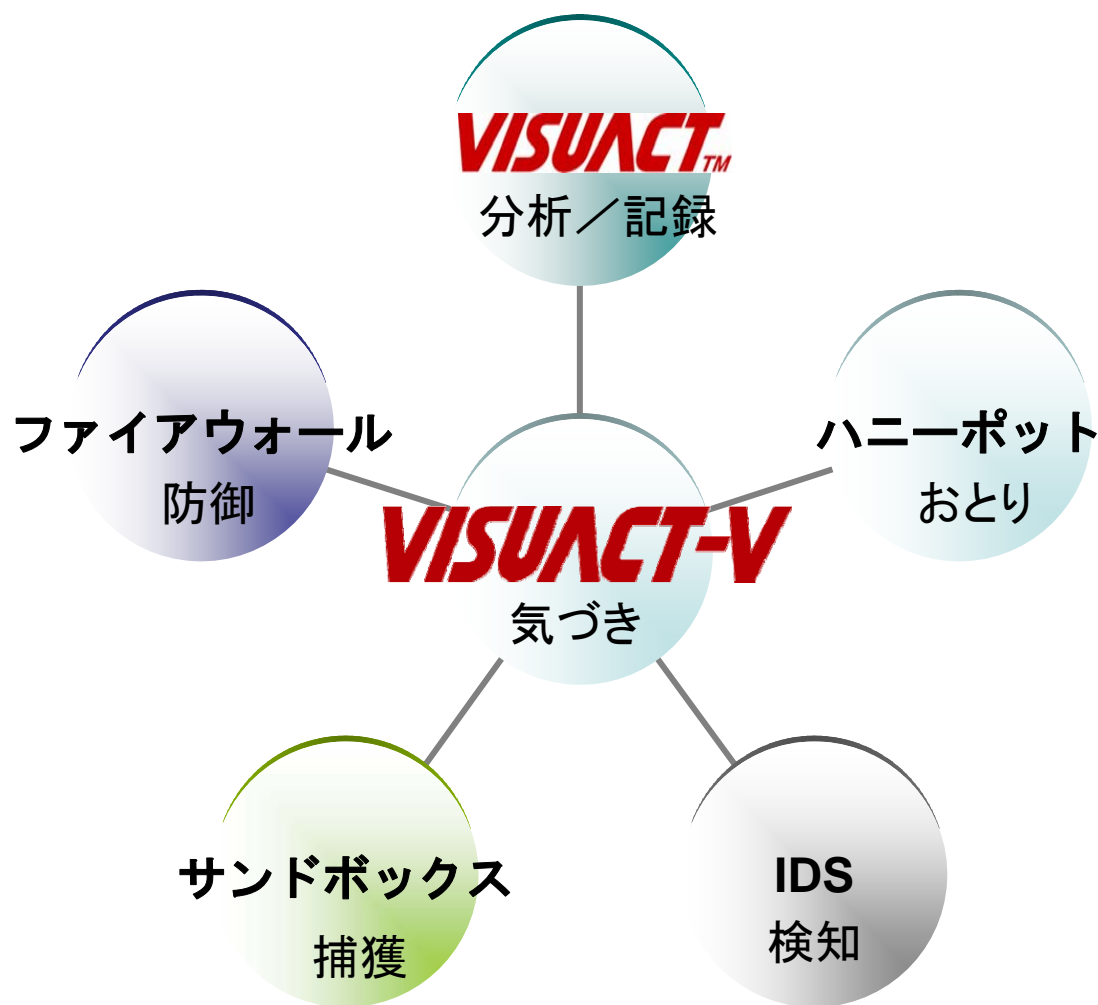 VISUACT™
分析／記録
ファイアウォール
防御
ハニーポット
おとり
VISUACT-V
気づき
サンドボックス
捕獲
IDS
検知